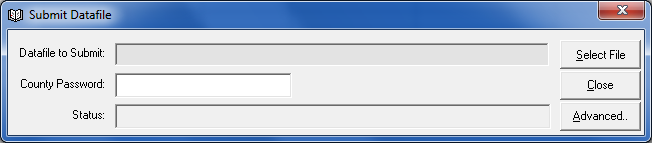 Submit Datafile
Datafile to Submit: Select File
County Password: Close
Status: Advanced..